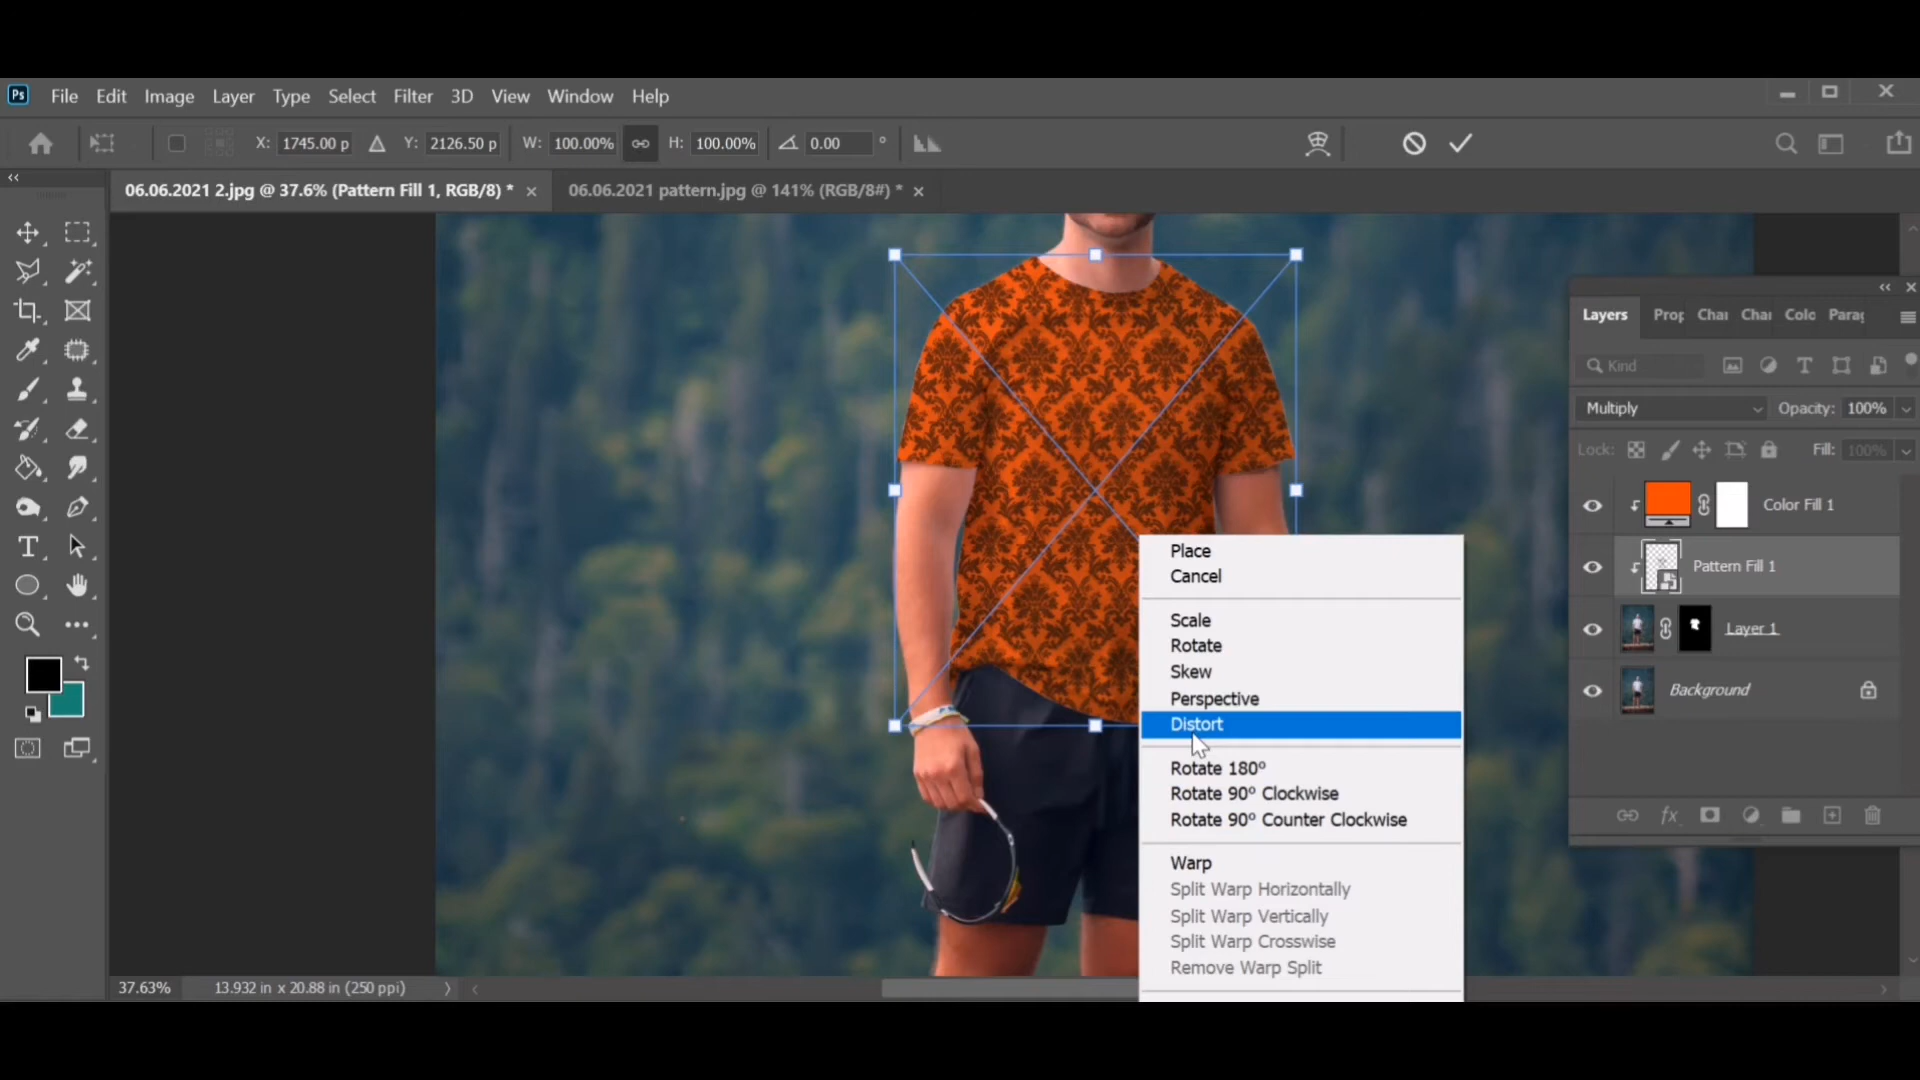 Ps File Edit Image Layer Type Select Filter 3D View Window Help
X: 1745.00 p Y: 2126.50 p W: 100.00% H: 100.00% 0.00 °
06.06.2021 2.jpg @ 37.6% (Pattern Fill 1, RGB/8) * × 06.06.2021 pattern.jpg @ 141% (RGB/8#) * ×
Layers Prop Chai Chai Colc Parag
Kind
Multiply Opacity: 100%
Lock: Fill: 100%
Color Fill 1
Pattern Fill 1
Layer 1
Background
Place
Cancel
Scale
Rotate
Skew
Perspective
Distort
Rotate 180°
Rotate 90° Clockwise
Rotate 90° Counter Clockwise
Warp
Split Warp Horizontally
Split Warp Vertically
Split Warp Crosswise
Remove Warp Split
37.63% 13.932 in x 20.88 in (250 ppi)